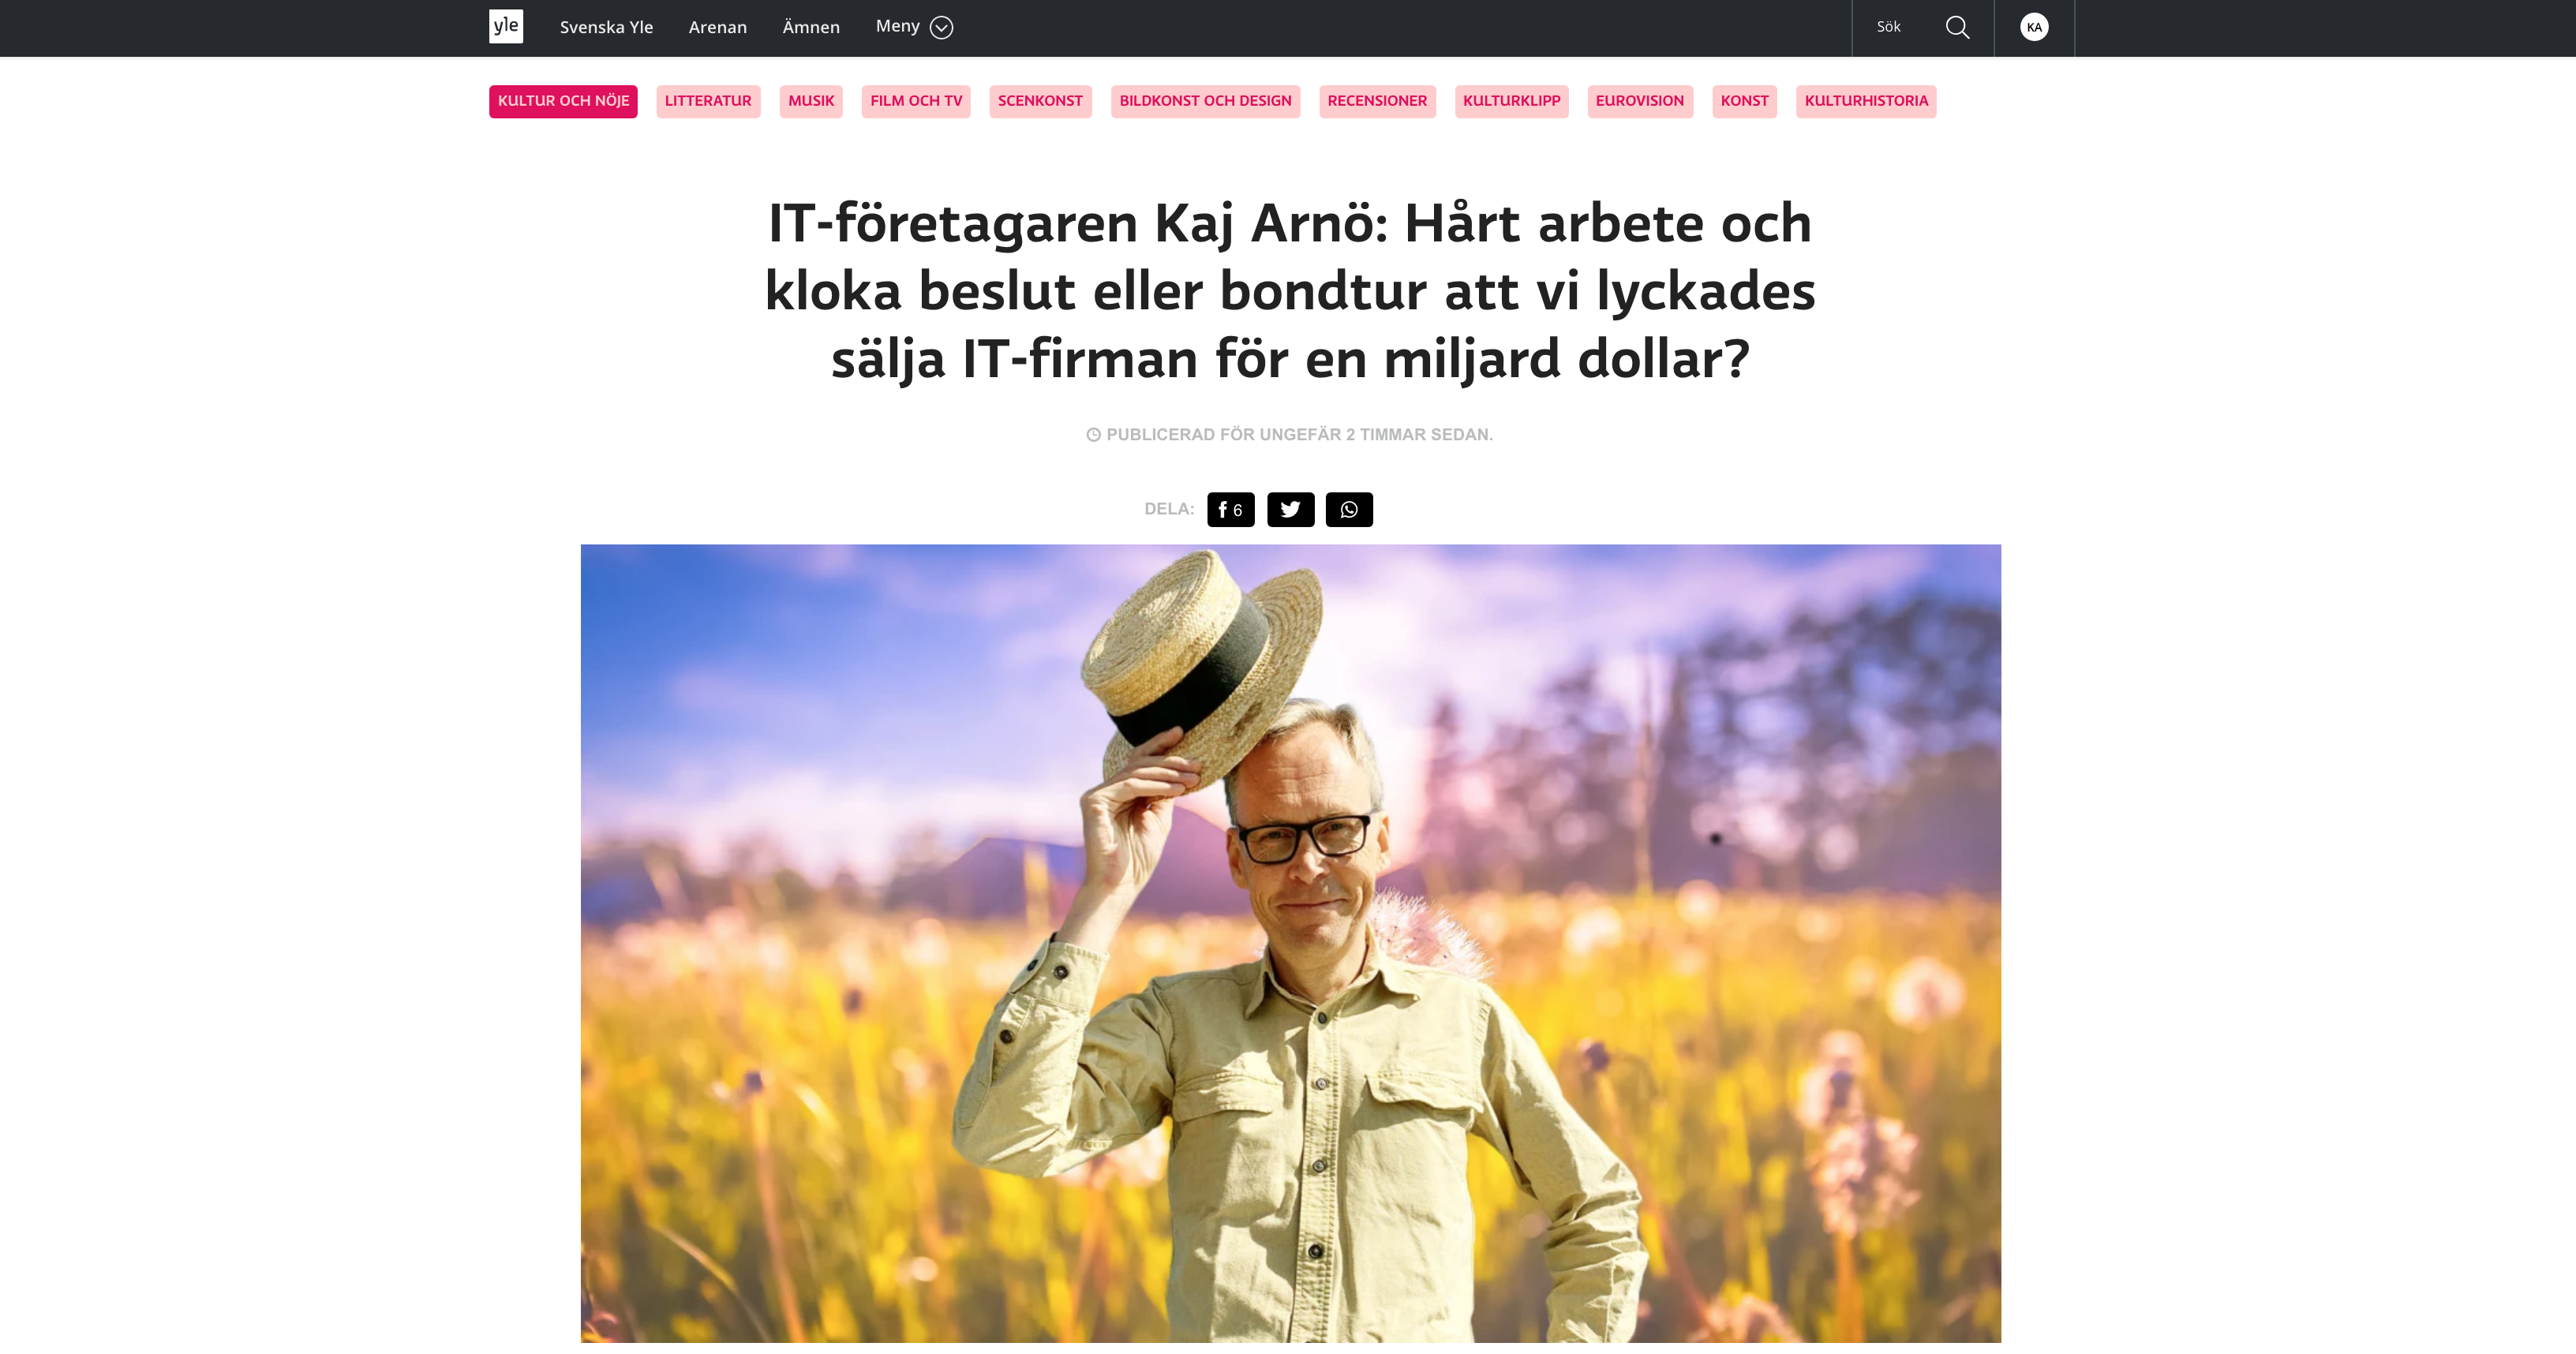 yle Svenska Yle Arenan Ämnen Meny Sök KA
KULTUR OCH NÖJE LITTERATUR MUSIK FILM OCH TV SCENKONST BILDKONST OCH DESIGN RECENSIONER KULTURKLIPP EUROVISION KONST KULTURHISTORIA
IT-företagaren Kaj Arnö: Hårt arbete och
kloka beslut eller bondtur att vi lyckades
sälja IT-firman för en miljard dollar?
PUBLICERAD FÖR UNGEFÄR 2 TIMMAR SEDAN.
DELA: f 6